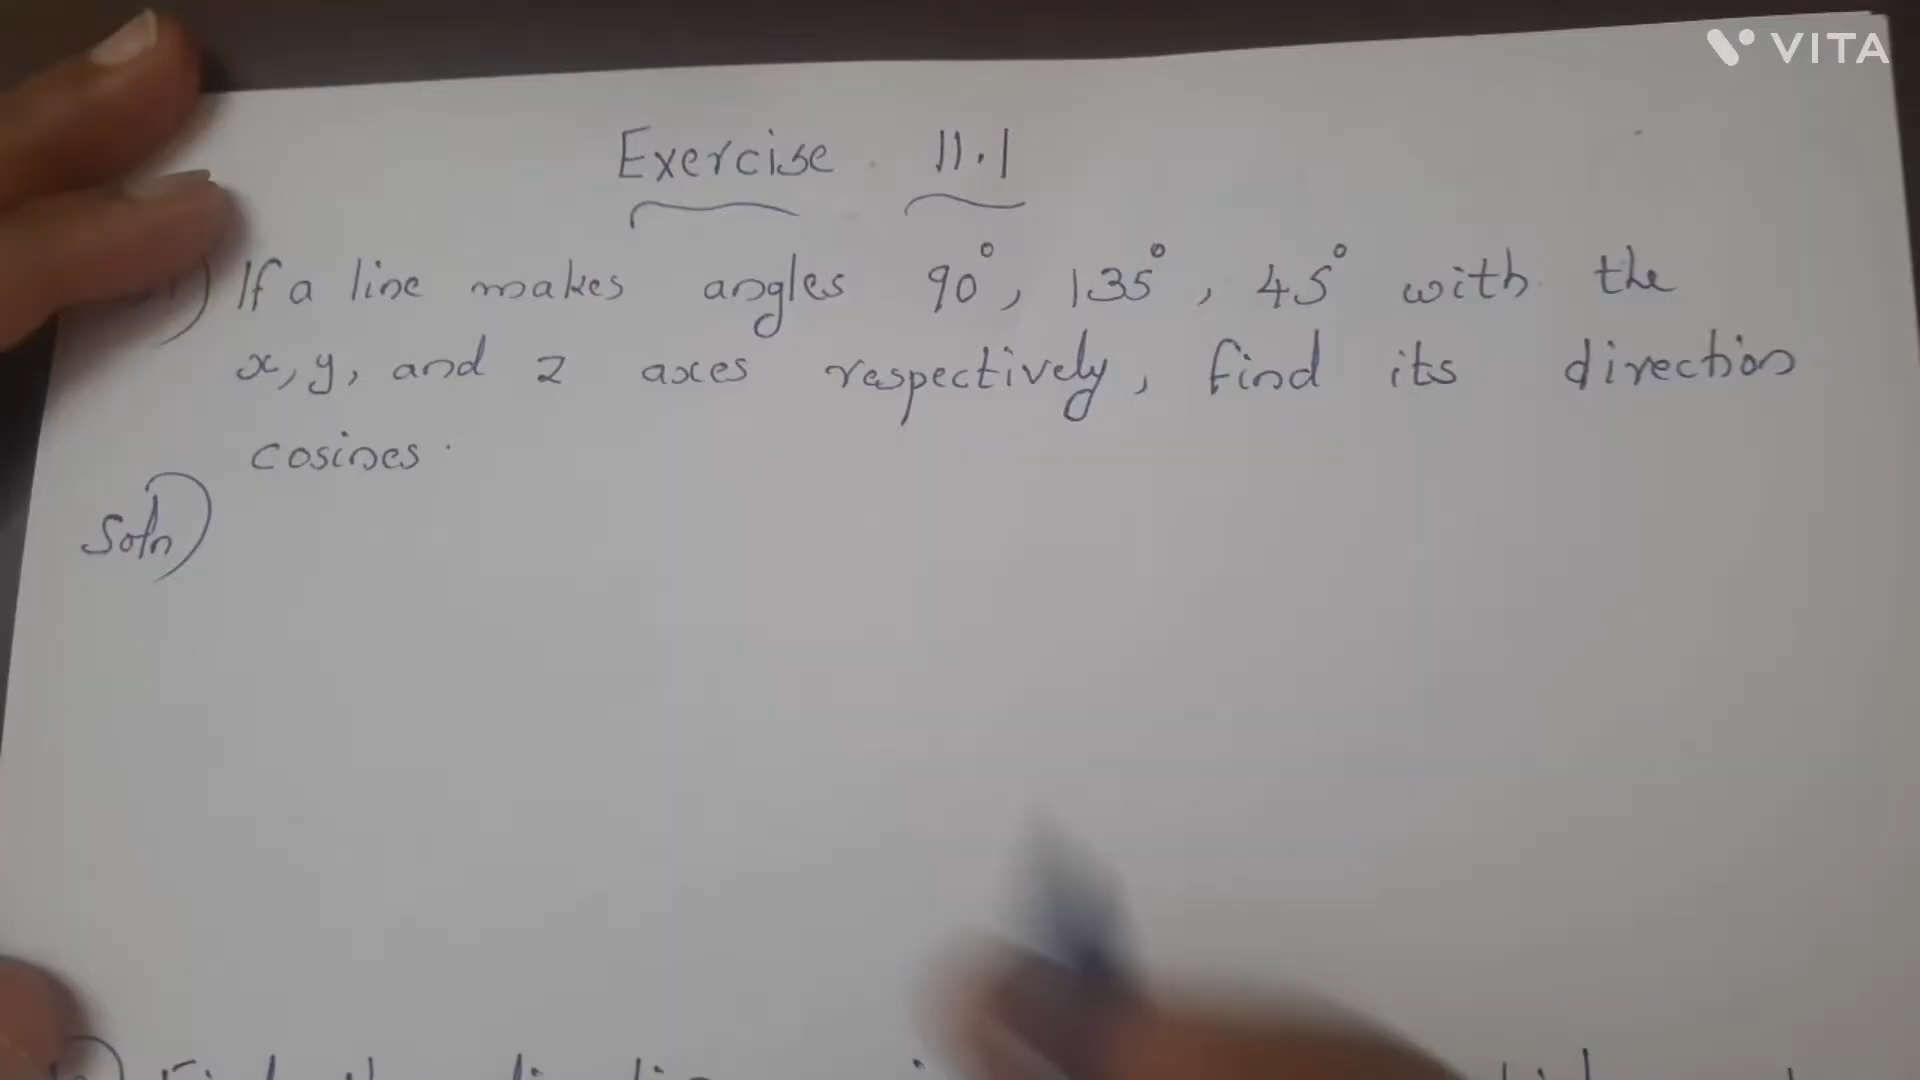 VITA
Exercise 11.1
If a line makes angles 90°, 135°, 45° with the
x, y, and z axes respectively, find its direction
cosines.
Soln)